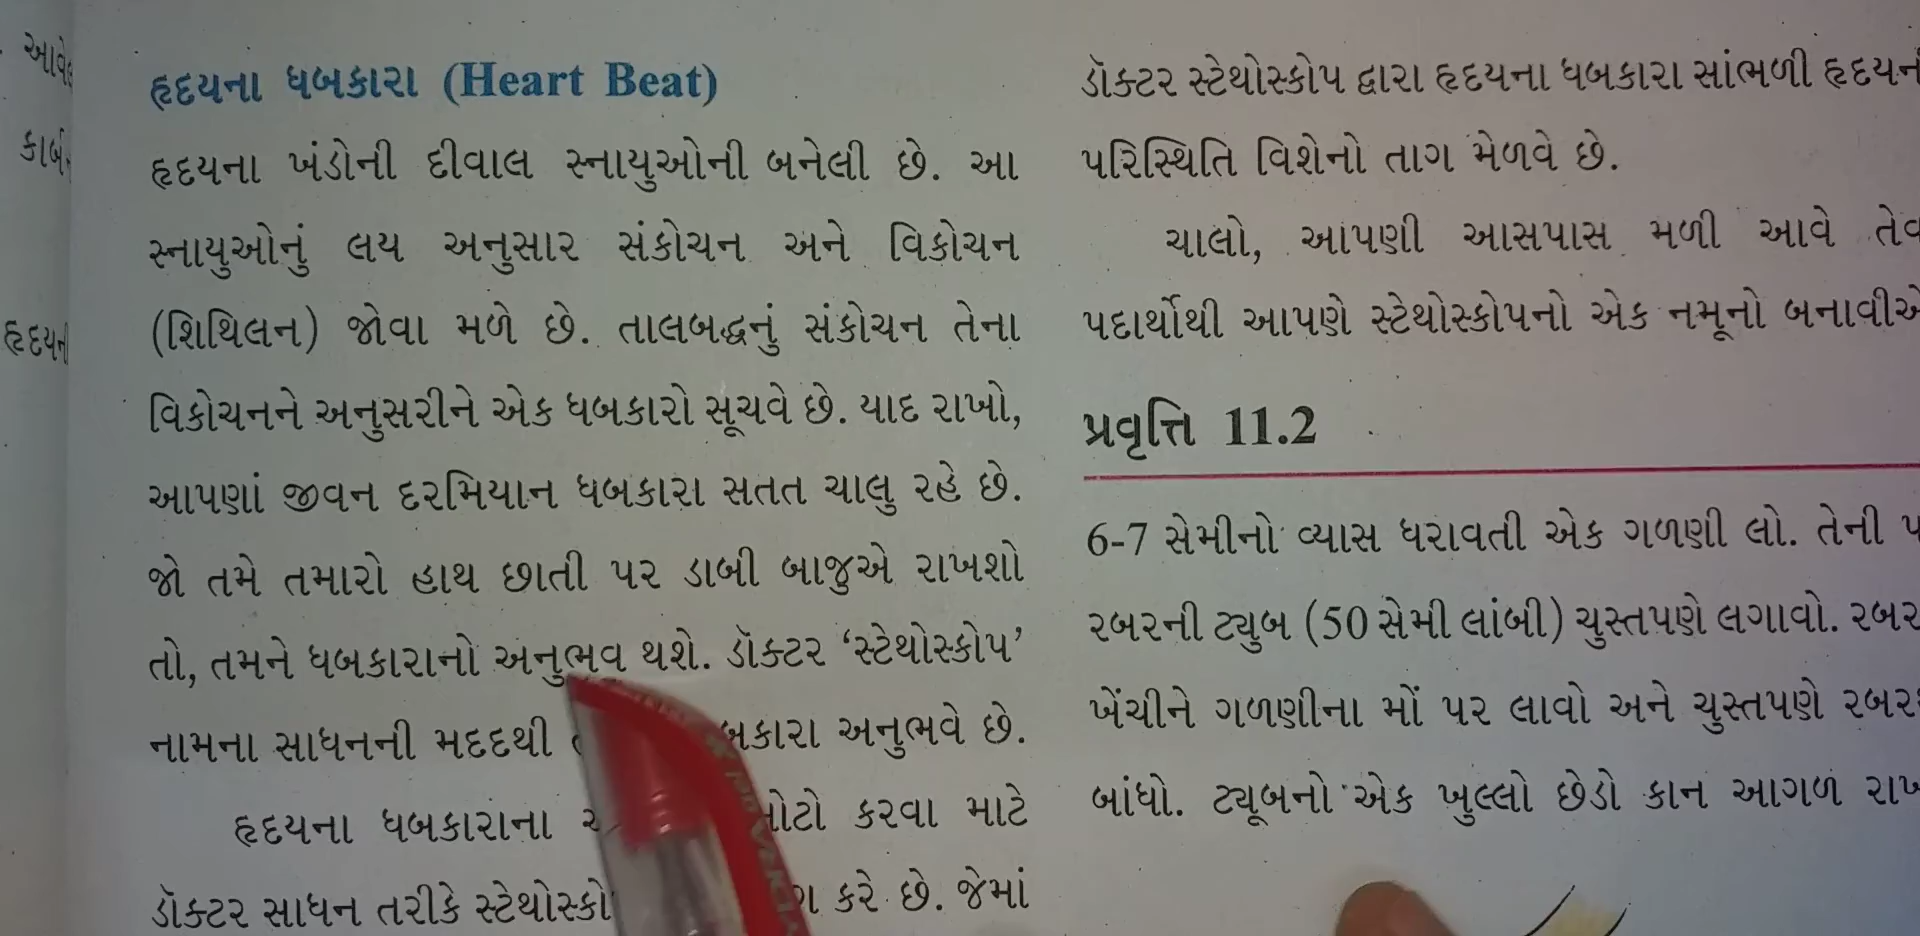 હૃદયના ધબકારા (Heart Beat)
હૃદયના ખંડોની દીવાલ સ્નાયુઓની બનેલી છે. આ
સ્નાયુઓનું લય અનુસાર સંકોચન અને વિકોચન
(શિથિલન) જોવા મળે છે. તાલબદ્ધનું સંકોચન તેના
વિકોચનને અનુસરીને એક ધબકારો સૂચવે છે. યાદ રાખો,
આપણાં જીવન દરમિયાન ધબકારા સતત ચાલુ રહે છે.
જો તમે તમારો હાથ છાતી પર ડાબી બાજુએ રાખશો
તો, તમને ધબકારાનો અનુભવ થશે. ડૉક્ટર ‘સ્ટેથોસ્કોપ’
નામના સાધનની મદદથી અનુભવે છે.
હૃદયના ધબકારાના કરવા માટે
ડૉક્ટર સાધન તરીકે કરે છે. જેમાં
ડૉક્ટર સ્ટેથોસ્કોપ દ્વારા હૃદયના ધબકારા સાંભળી
પરિસ્થિતિ વિશેનો તાગ મેળવે છે.
ચાલો, આપણી આસપાસ મળી આવે
પદાર્થોથી આપણે સ્ટેથોસ્કોપનો એક નમૂનો બનાવીએ
પ્રવૃત્તિ 11.2
6-7 સેમીનો વ્યાસ ધરાવતી એક ગળણી લો. તેની
રબરની ટ્યુબ (50 સેમી લાંબી) ચુસ્તપણે લગાવો. રબર
ખેંચીને ગળણીના મોં પર લાવો અને ચુસ્તપણે
બાંધો. ટ્યૂબનો એક ખુલ્લો છેડો કાન આગળ